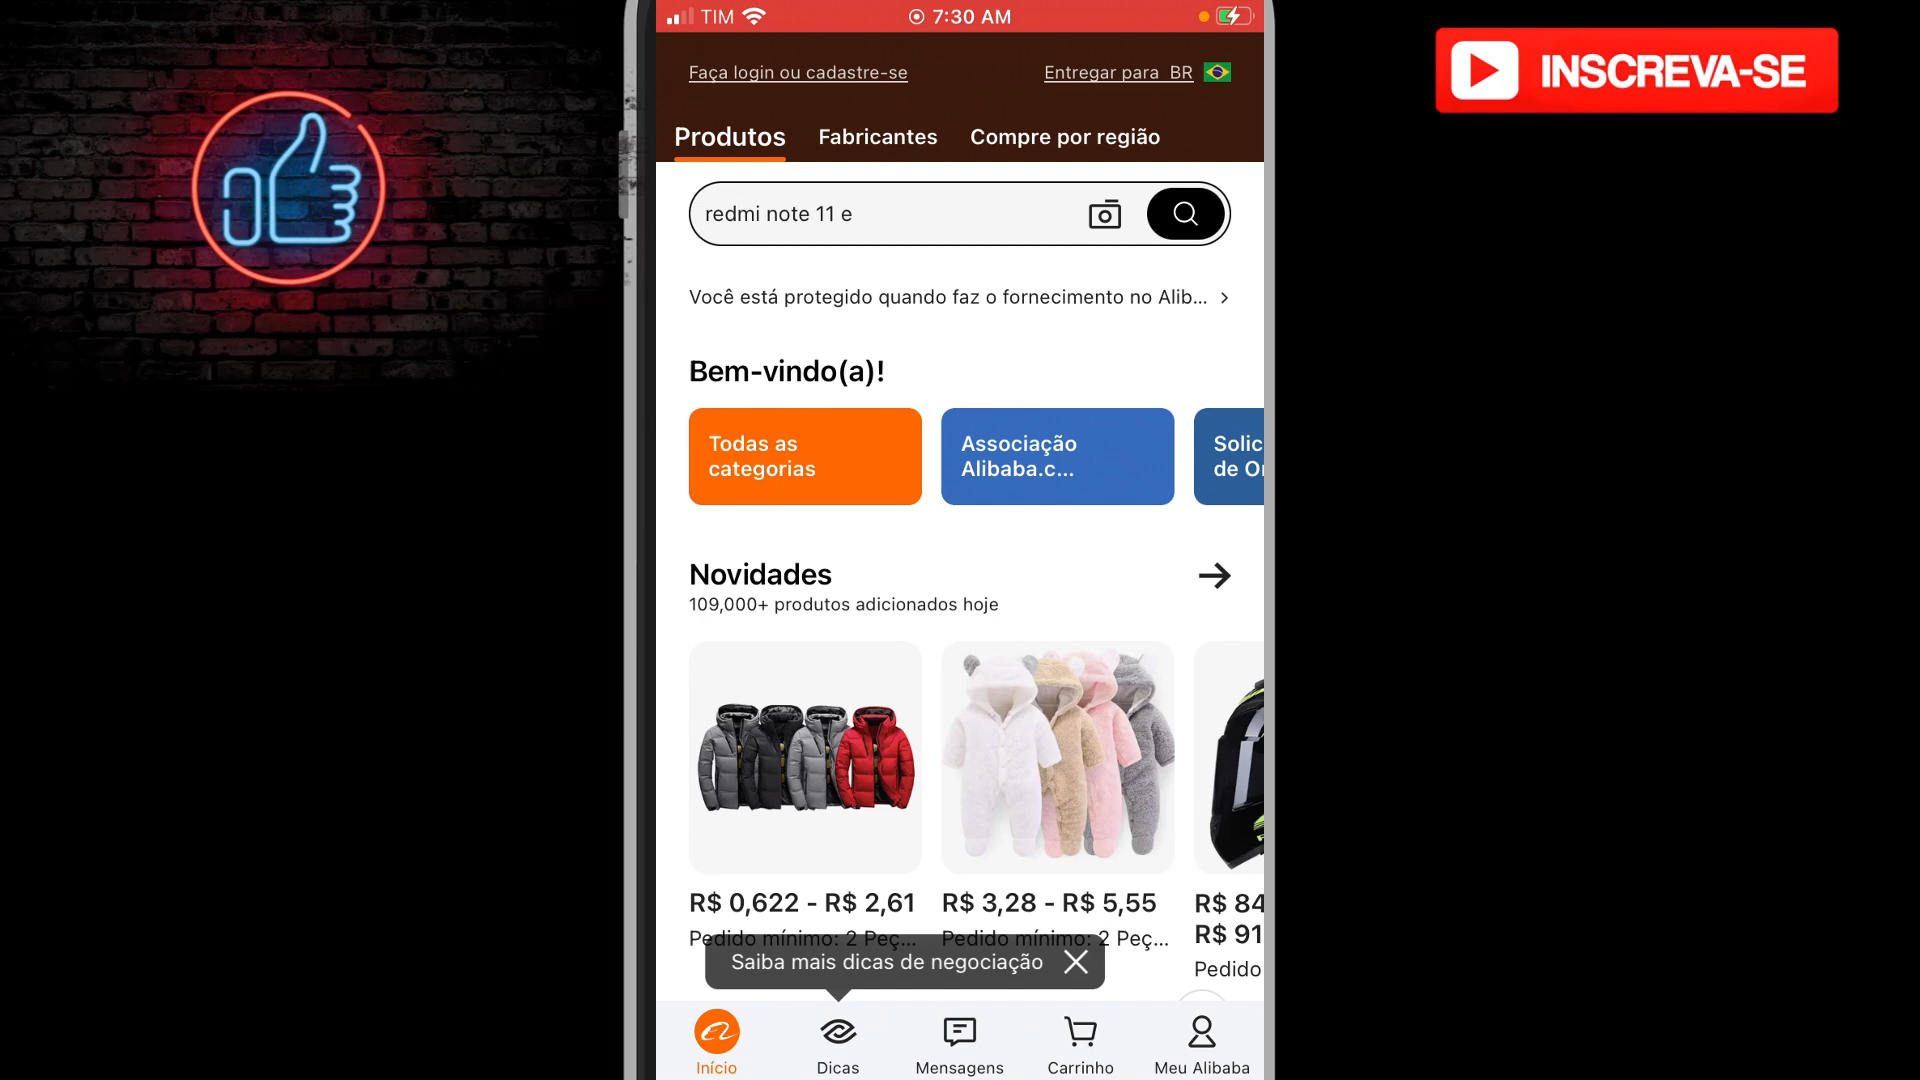 TIM
7:30 AM
INSCREVA-SE
Faça login ou cadastre-se
Entregar para BR
Produtos
Fabricantes
Compre por região
redmi note 11 e
Você está protegido quando faz o fornecimento no Alib...
Bem-vindo(a)!
Todas as
categorias
Associação
Alibaba.c...
Solic
de O
Novidades
109,000+ produtos adicionados hoje
R$ 0,622 - R$ 2,61
R$ 3,28 - R$ 5,55
R$ 84
R$ 91
Pedido mínimo: 2 Peç...
Pedido mínimo: 2 Peç...
Pedido
Saiba mais dicas de negociação
Início
Dicas
Mensagens
Carrinho
Meu Alibaba